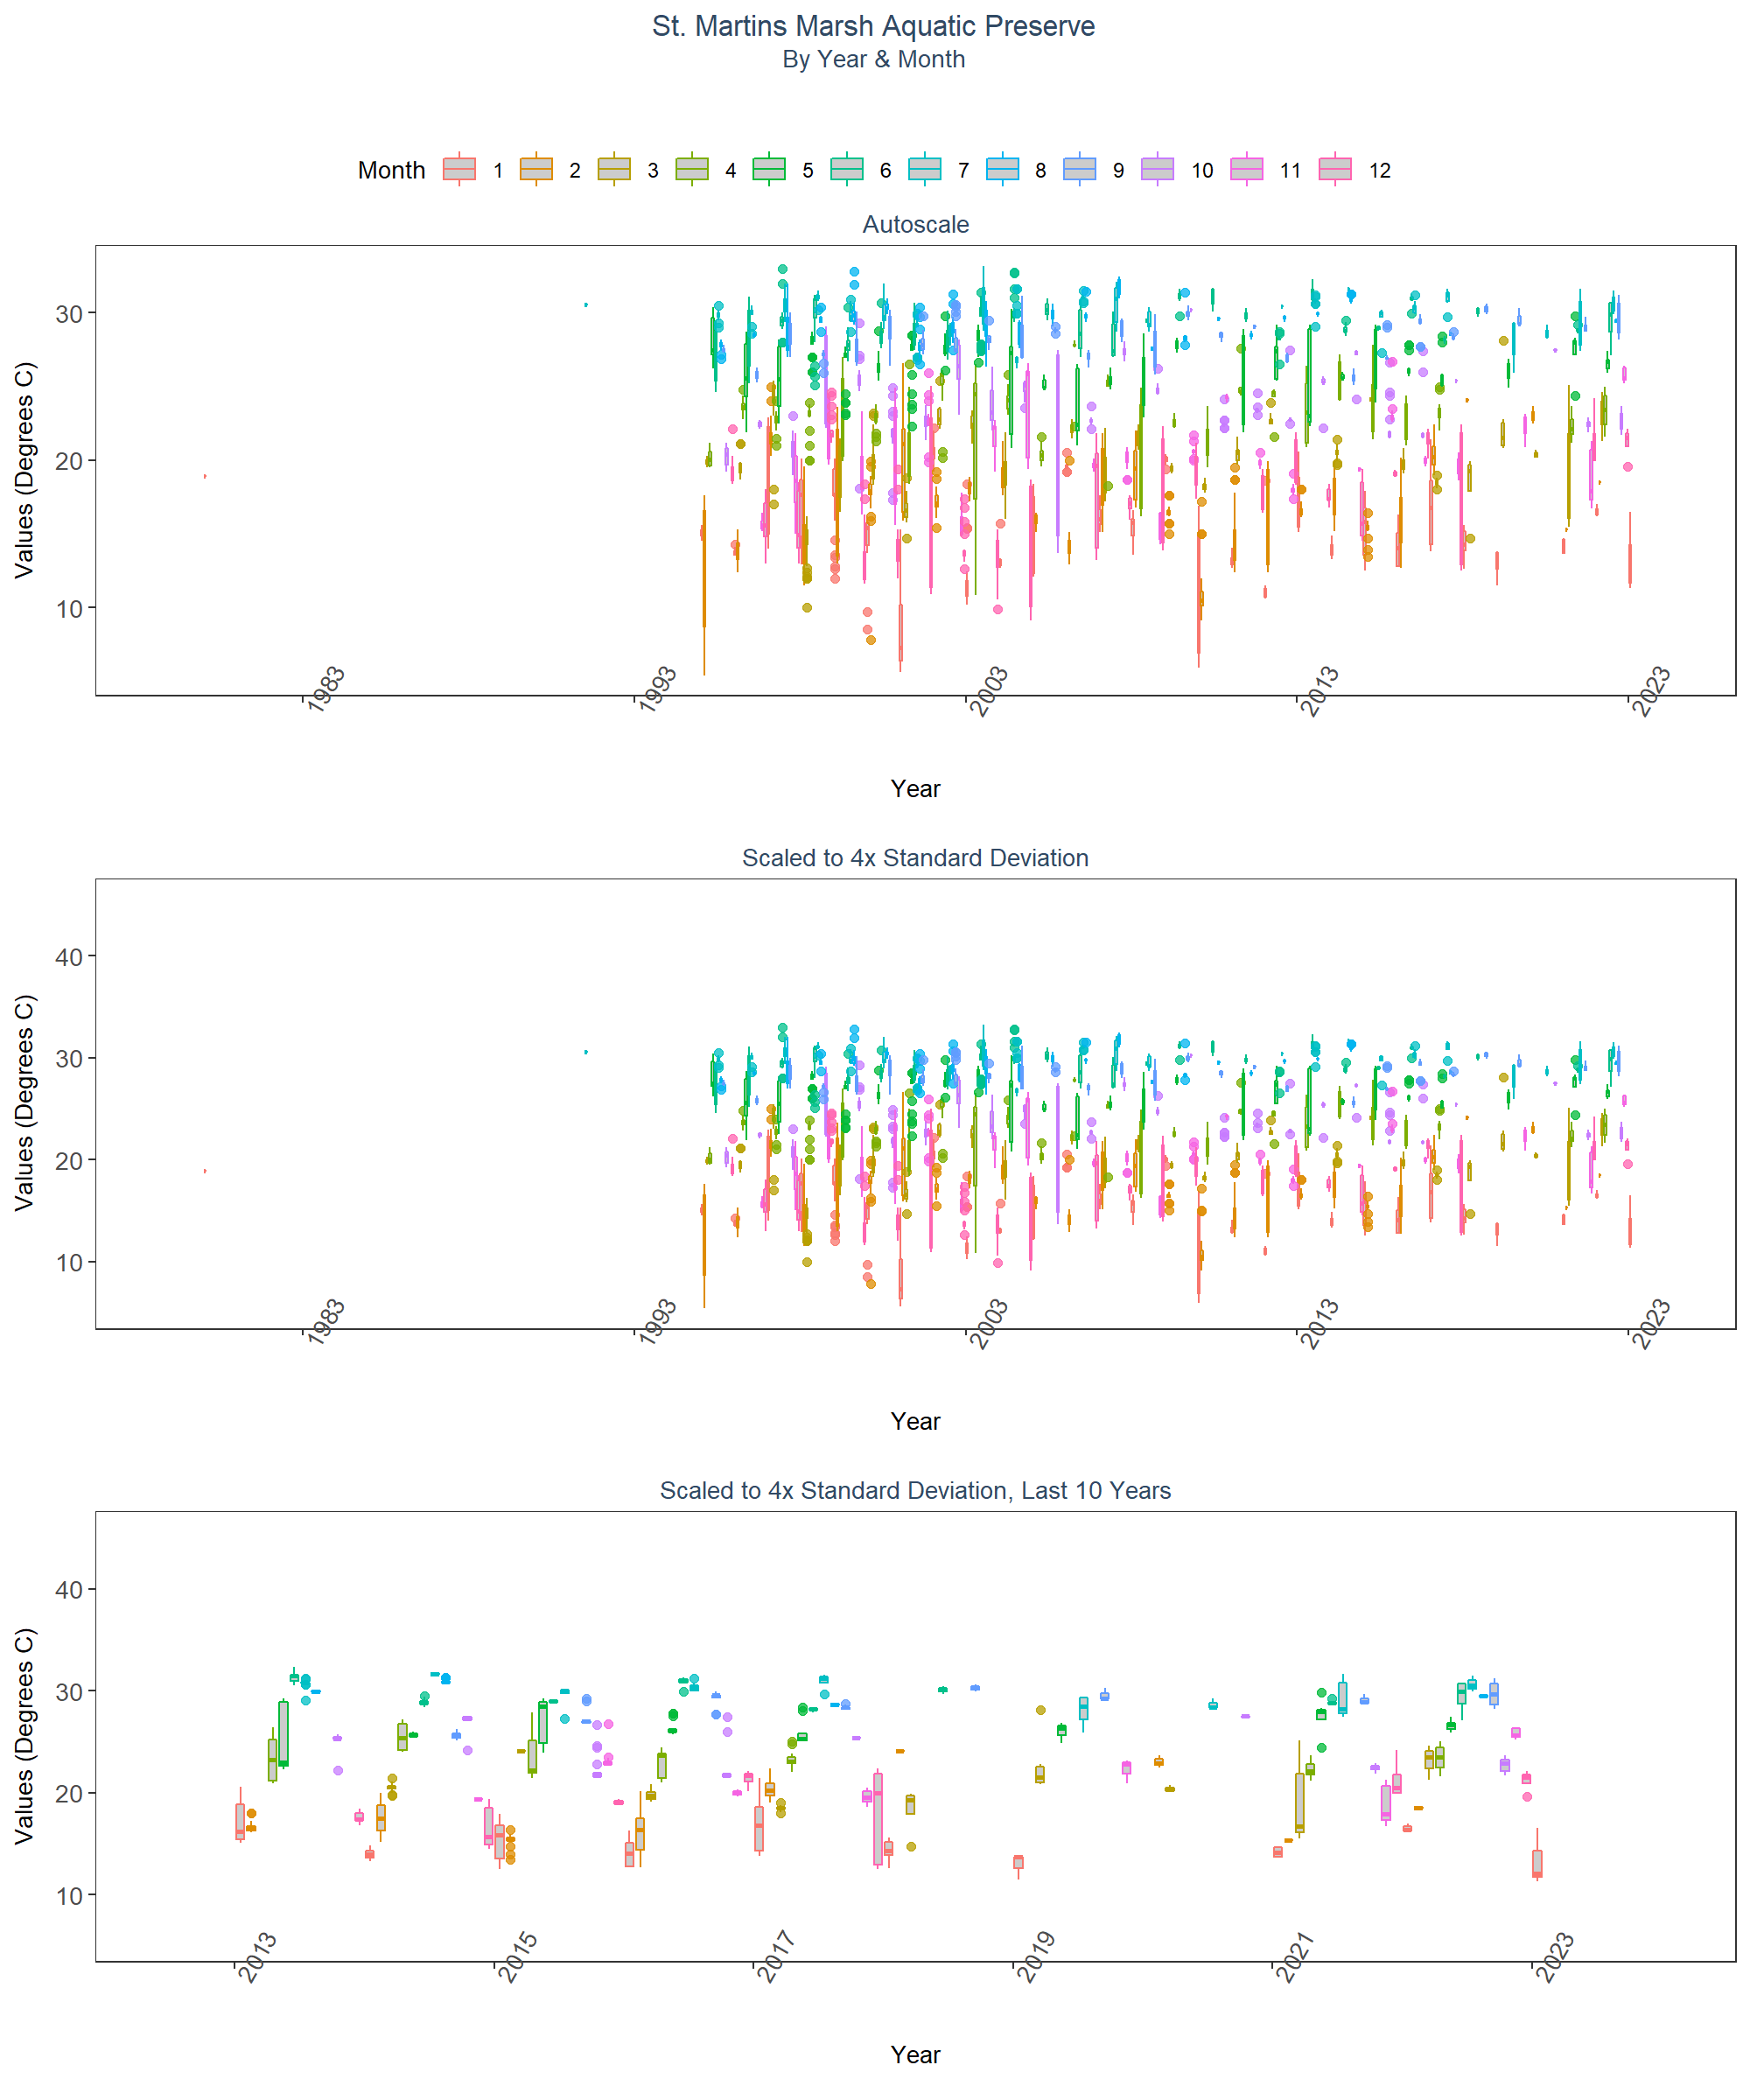 St. Martins Marsh Aquatic Preserve
By Year & Month
Month 1 2 3 4 5 6 7 8 9 10 11 12
Autoscale
Values (Degrees C)
30
20
10
1983 1993 2003 2013 2023
Year
Scaled to 4x Standard Deviation
Values (Degrees C)
40
30
20
10
1983 1993 2003 2013 2023
Year
Scaled to 4x Standard Deviation, Last 10 Years
Values (Degrees C)
40
30
20
10
2013 2015 2017 2019 2021 2023
Year